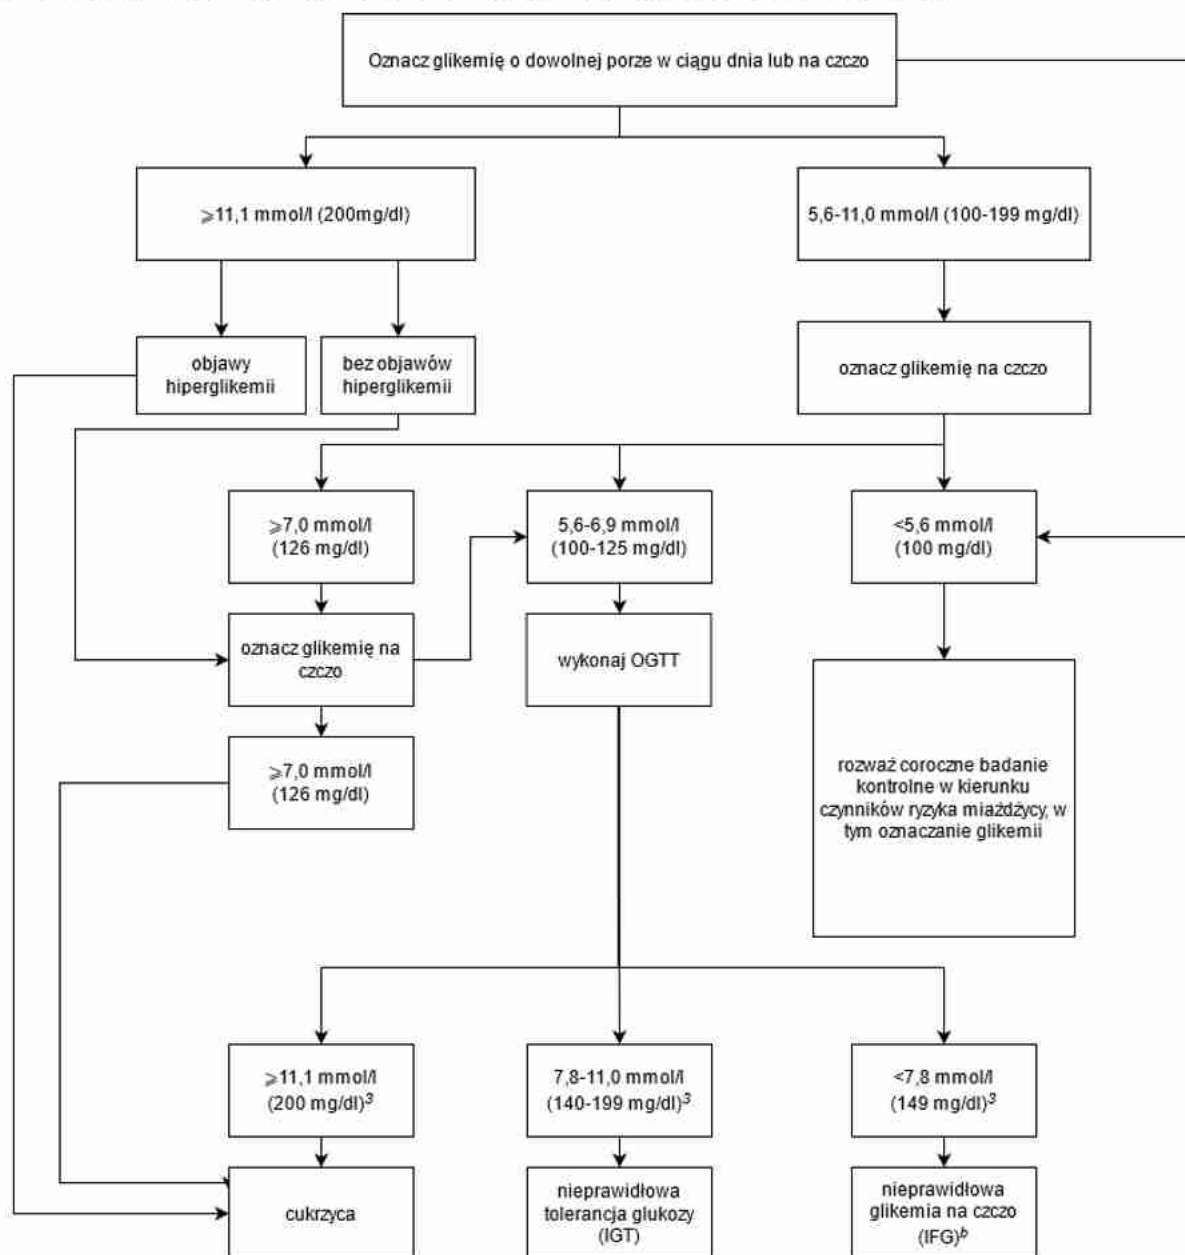 Oznacz glikemię o dowolnej porze w ciągu dnia lub na czczo
⩾11,1 mmol/l (200mg/dl)
5,6-11,0 mmol/l (100-199 mg/dl)
objawy
hiperglikemii
bez objawów
hiperglikemii
oznacz glikemię na czczo
⩾7,0 mmol/l
(126 mg/dl)
5,6-6,9 mmol/l
(100-125 mg/dl)
<5,6 mmol/l
(100 mg/dl)
oznacz glikemię na
czczo
wykonaj OGTT
⩾7,0 mmol/l
(126 mg/dl)
rozważ coroczne badanie
kontrolne w kierunku
czynników ryzyka miażdżycy, w
tym oznaczanie glikemii
⩾11,1 mmol/l
(200 mg/dl)³
7,8-11,0 mmol/l
(140-199 mg/dl)³
<7,8 mmol/l
(149 mg/dl)³
cukrzyca
nieprawidłowa
tolerancja glukozy
(IGT)
nieprawidłowa
glikemia na czczo
(IFG)ᵇ